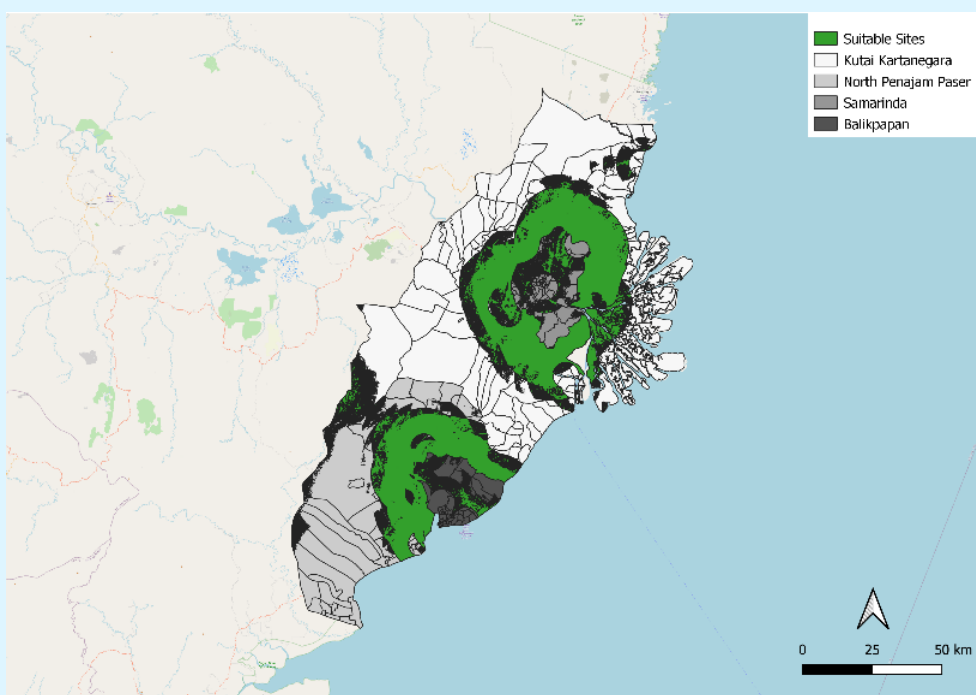 Suitable Sites
Kutai Kartanegara
North Penajam Paser
Samarinda
Balikpapan
0 25 50 km